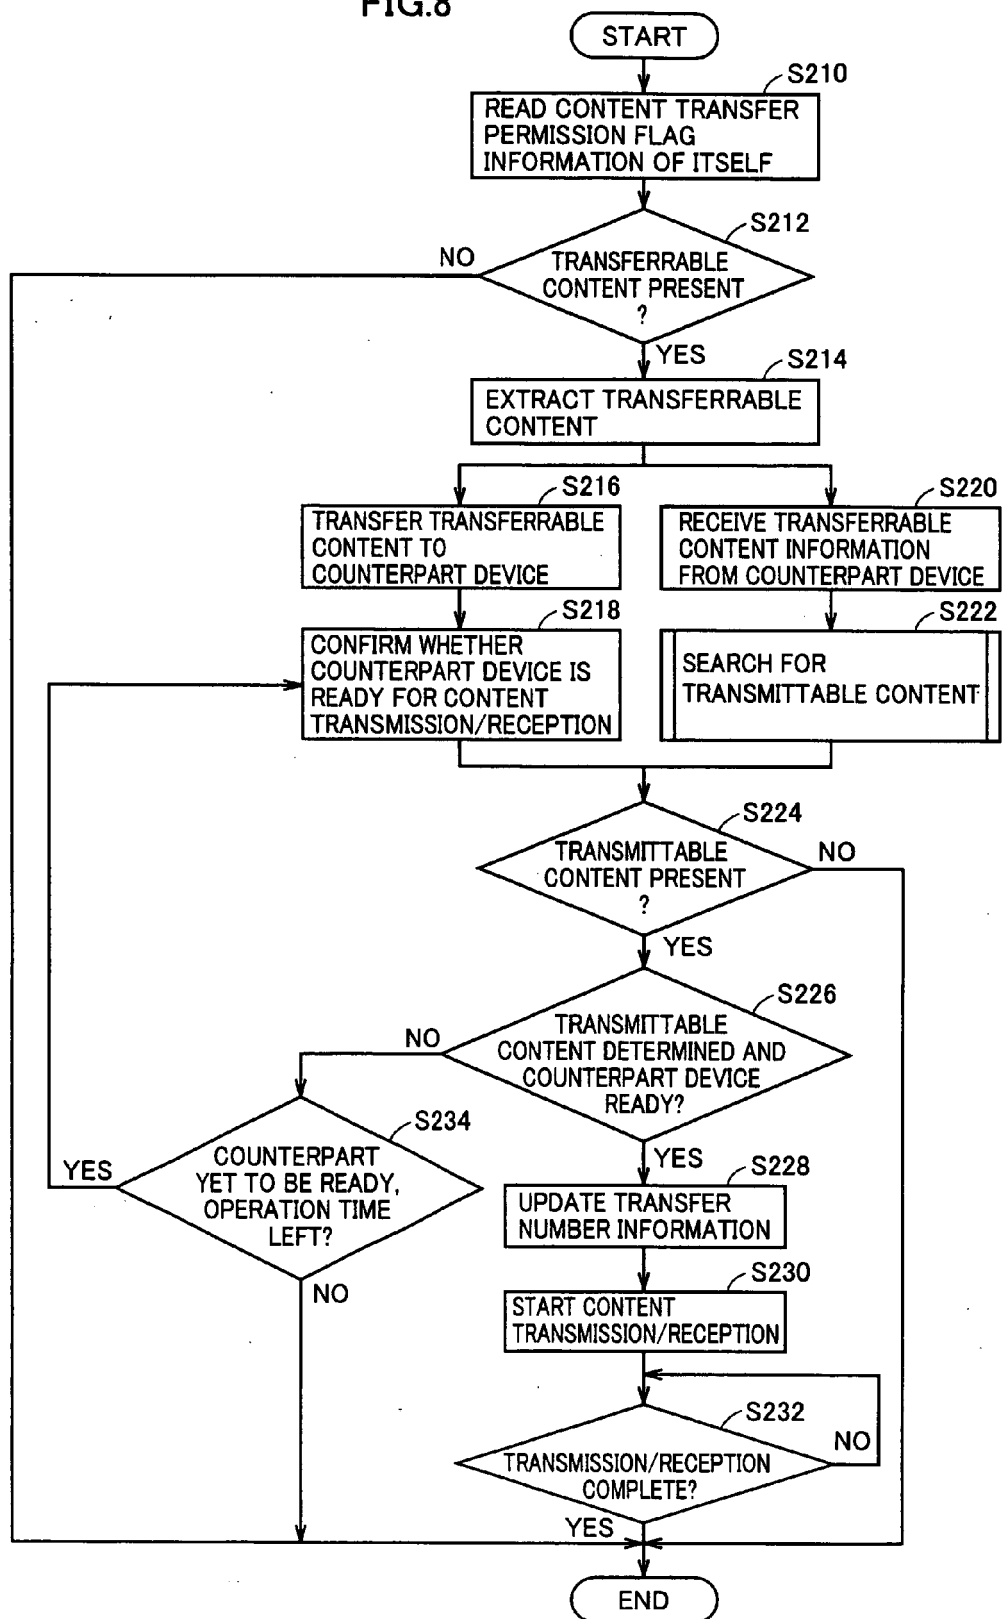 FIG.8
START
S210
READ CONTENT TRANSFER
PERMISSION FLAG
INFORMATION OF ITSELF
S212
NO
TRANSFERRABLE
CONTENT PRESENT
?
YES
S214
EXTRACT TRANSFERRABLE
CONTENT
S216
TRANSFER TRANSFERRABLE
CONTENT TO
COUNTERPART DEVICE
S220
RECEIVE TRANSFERRABLE
CONTENT INFORMATION
FROM COUNTERPART DEVICE
S218
CONFIRM WHETHER
COUNTERPART DEVICE IS
READY FOR CONTENT
TRANSMISSION/RECEPTION
S222
SEARCH FOR
TRANSMITTABLE CONTENT
S224
TRANSMITTABLE
CONTENT PRESENT
?
NO
YES
S226
NO
TRANSMITTABLE
CONTENT DETERMINED AND
COUNTERPART DEVICE
READY?
S234
YES
COUNTERPART
YET TO BE READY,
OPERATION TIME
LEFT?
NO
YES
S228
UPDATE TRANSFER
NUMBER INFORMATION
S230
START CONTENT
TRANSMISSION/RECEPTION
S232
NO
TRANSMISSION/RECEPTION
COMPLETE?
YES
END